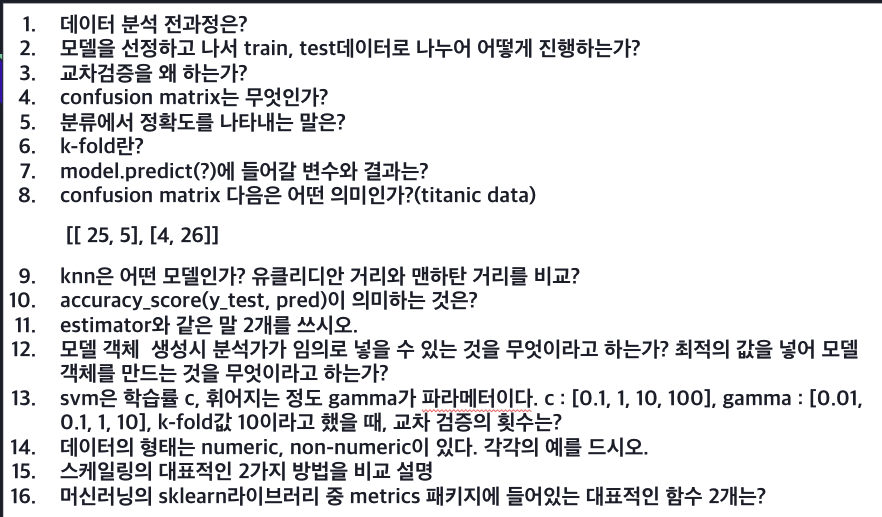 1. 데이터 분석 전과정은?
2. 모델을 선정하고 나서 train, test데이터로 나누어 어떻게 진행하는가?
3. 교차검증을 왜 하는가?
4. confusion matrix는 무엇인가?
5. 분류에서 정확도를 나타내는 말은?
6. k-fold란?
7. model.predict(?)에 들어갈 변수와 결과는?
8. confusion matrix 다음은 어떤 의미인가?(titanic data)
[[ 25, 5], [4, 26]]
9. knn은 어떤 모델인가? 유클리디안 거리와 맨하탄 거리를 비교?
10. accuracy_score(y_test, pred)이 의미하는 것은?
11. estimator와 같은 말 2개를 쓰시오.
12. 모델 객체 생성시 분석가가 임의로 넣을 수 있는 것을 무엇이라고 하는가? 최적의 값을 넣어 모델
객체를 만드는 것을 무엇이라고 하는가?
13. svm은 학습률 c, 휘어지는 정도 gamma가 파라메터이다. c : [0.1, 1, 10, 100], gamma : [0.01,
0.1, 1, 10], k-fold값 10이라고 했을 때, 교차 검증의 횟수는?
14. 데이터의 형태는 numeric, non-numeric이 있다. 각각의 예를 드시오.
15. 스케일링의 대표적인 2가지 방법을 비교 설명
16. 머신러닝의 sklearn라이브러리 중 metrics 패키지에 들어있는 대표적인 함수 2개는?